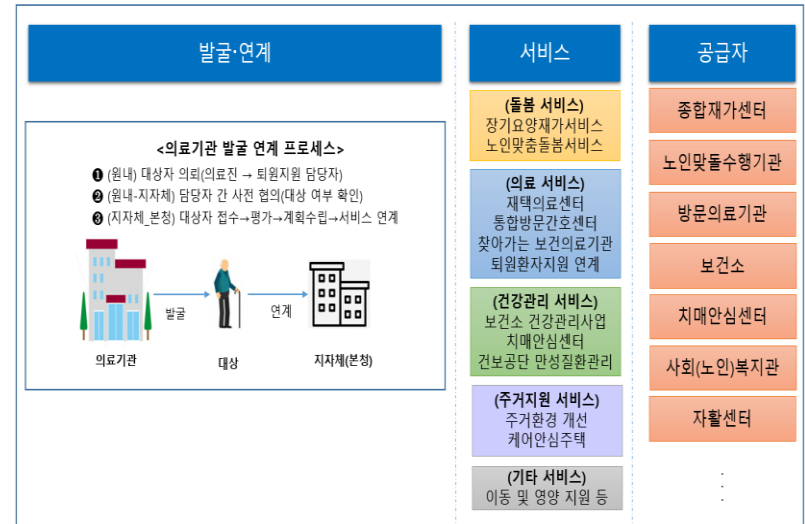 발굴·연계
<의료기관 발굴 연계 프로세스>
❶ (원내) 대상자 의뢰(의료진 → 퇴원지원 담당자)
❷ (원내-지자체) 담당자 간 사전 협의(대상 여부 확인)
❸ (지자체_본청) 대상자 접수→평가→계획수립→서비스 연계
발굴
연계
의료기관
대상
지자체(본청)
서비스
(돌봄 서비스)
장기요양재가서비스
노인맞춤돌봄서비스
(의료 서비스)
재택의료센터
통합방문간호센터
찾아가는 보건의료기관
퇴원환자지원 연계
(건강관리 서비스)
보건소 건강관리사업
치매안심센터
건보공단 만성질환관리
(주거지원 서비스)
주거환경 개선
케어안심주택
(기타 서비스)
이동 및 영양 지원 등
공급자
종합재가센터
노인맞돌수행기관
방문의료기관
보건소
치매안심센터
사회(노인)복지관
자활센터